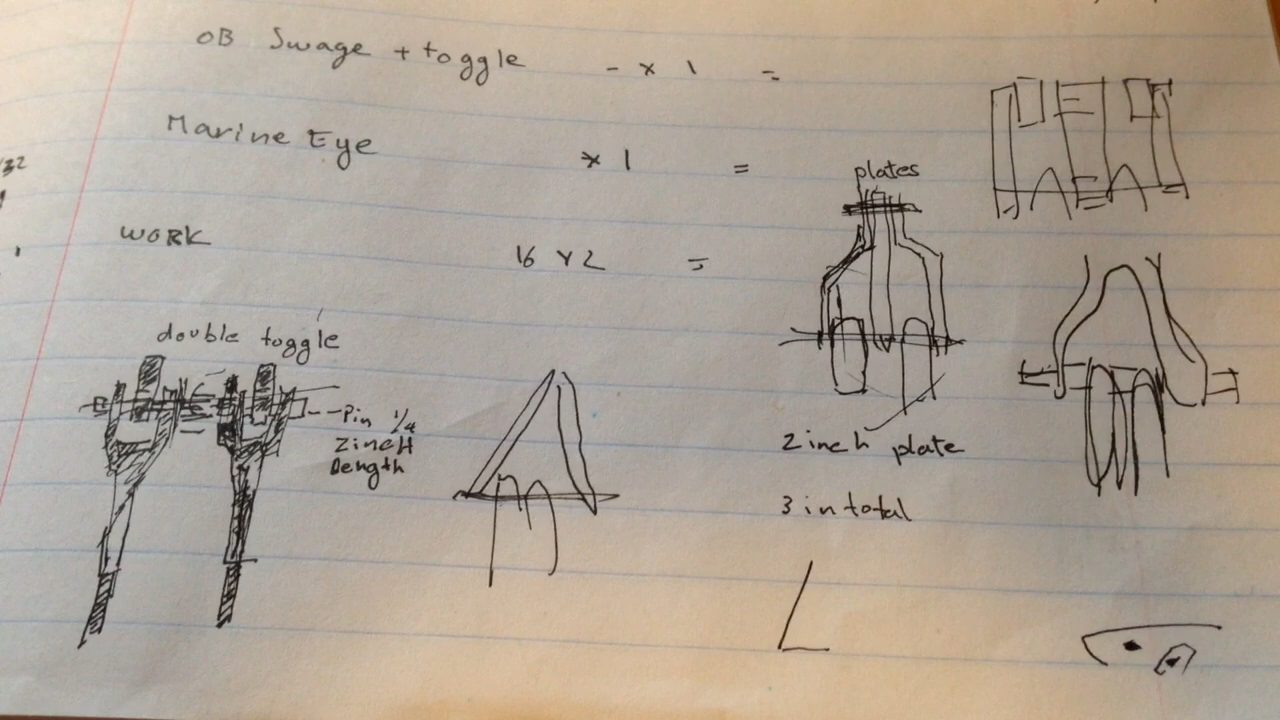 OB Swage + toggle - x 1 =
Marine Eye x 1 =
plates
WORK 16 x 2 =
double toggle
Pin 1/4
2 inch
Length
2 inch plate
3 in total